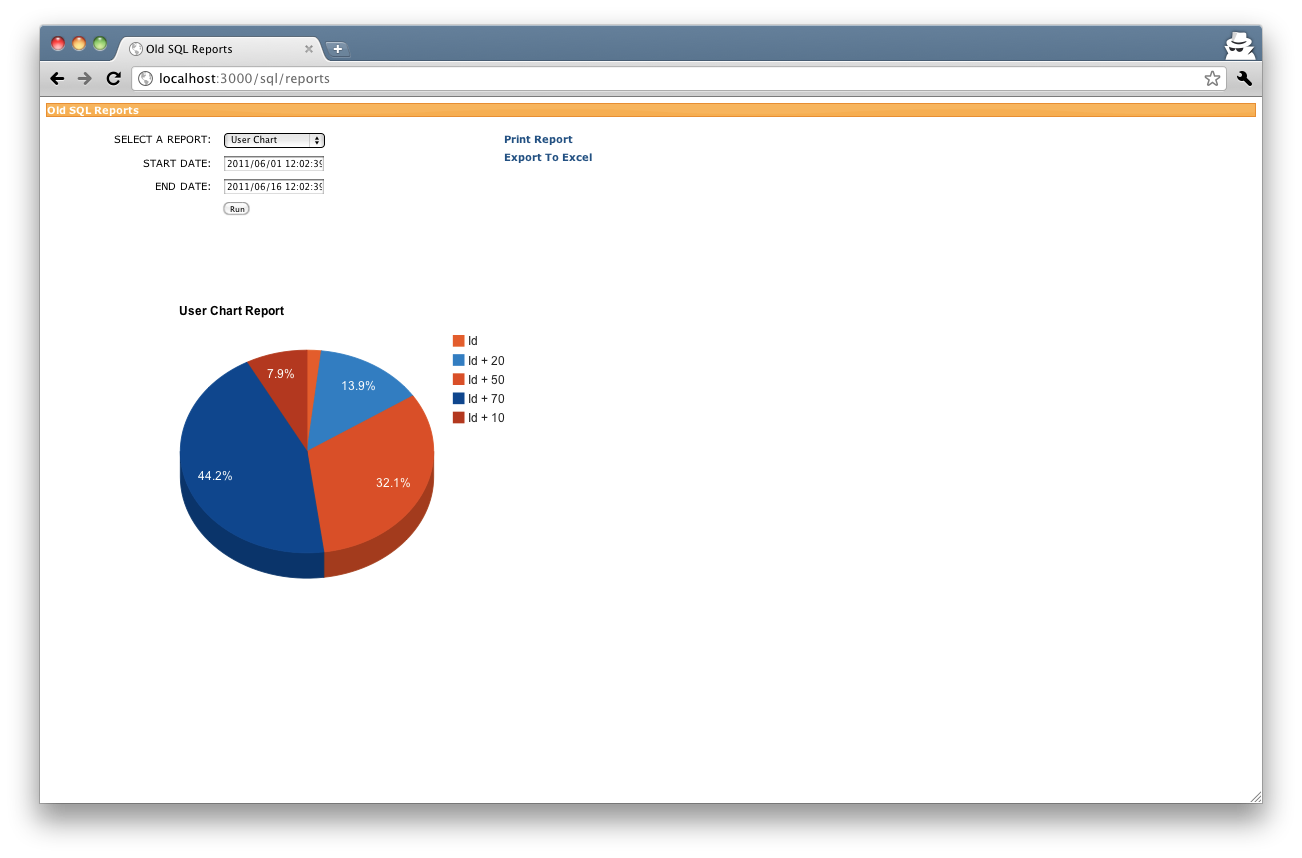 Old SQL Reports
localhost:3000/sql/reports
Old SQL Reports
SELECT A REPORT: User Chart
Print Report
START DATE: 2011/06/01 12:02:39
Export To Excel
END DATE: 2011/06/16 12:02:39
Run
User Chart Report
Id
Id + 20
Id + 50
Id + 70
Id + 10
7.9%
13.9%
44.2%
32.1%